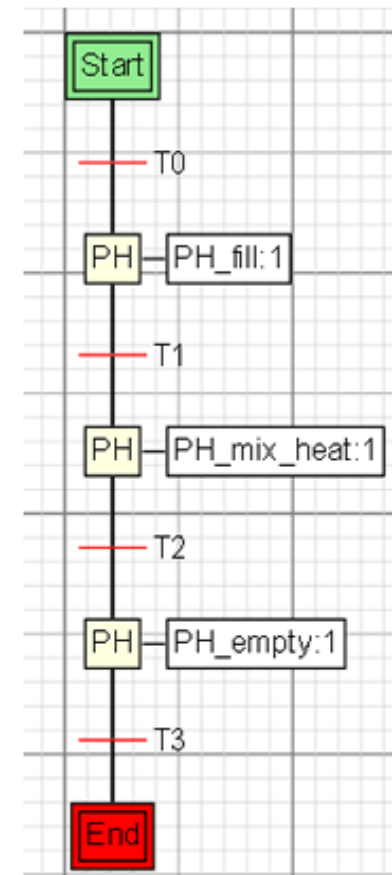 Start
T0
PH PH_fill:1
T1
PH PH_mix_heat:1
T2
PH PH_empty:1
T3
End